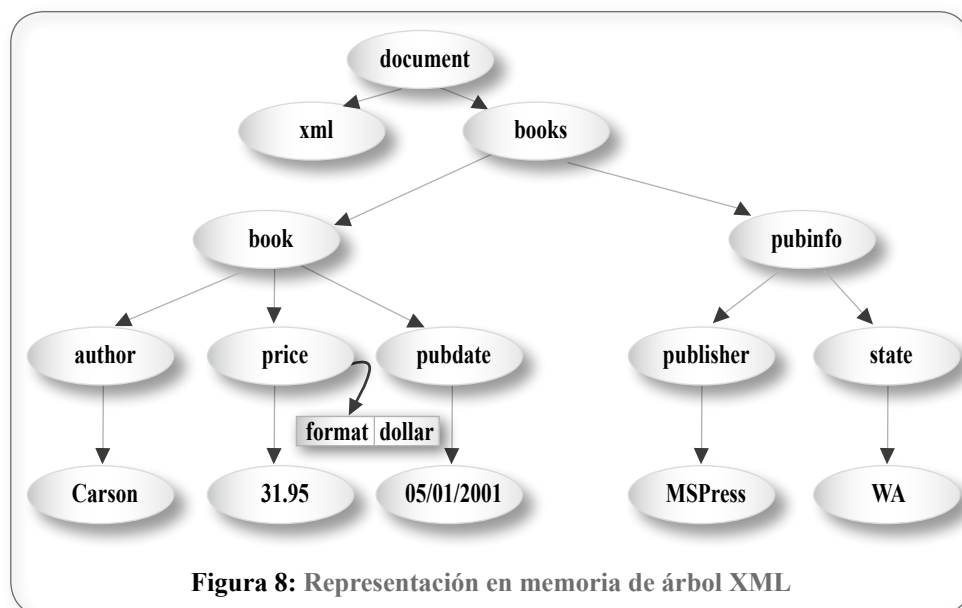 document
xml
books
book
pubinfo
author
price
pubdate
publisher
state
format dollar
Carson
31.95
05/01/2001
MSPress
WA
Figura 8: Representación en memoria de árbol XML